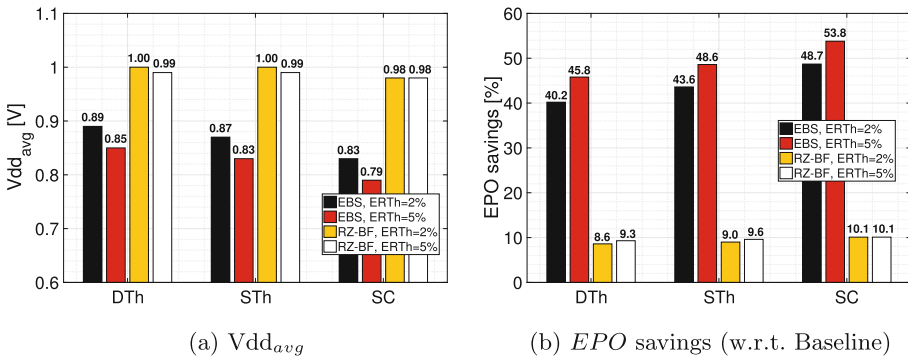 1.1
1
0.9
0.8
0.7
0.6
Vdd_avg [V]
0.89
0.85
1.00
0.99
0.87
0.83
1.00
0.99
0.83
0.79
0.98
0.98
EBS, ERTh=2%
EBS, ERTh=5%
RZ-BF, ERTh=2%
RZ-BF, ERTh=5%
DTh STh SC
(a) Vdd_avg
60
50
40
30
20
10
0
EPO savings [%]
40.2
45.8
8.6
9.3
43.6
48.6
9.0
9.6
48.7
53.8
10.1
10.1
EBS, ERTh=2%
EBS, ERTh=5%
RZ-BF, ERTh=2%
RZ-BF, ERTh=5%
DTh STh SC
(b) EPO savings (w.r.t. Baseline)